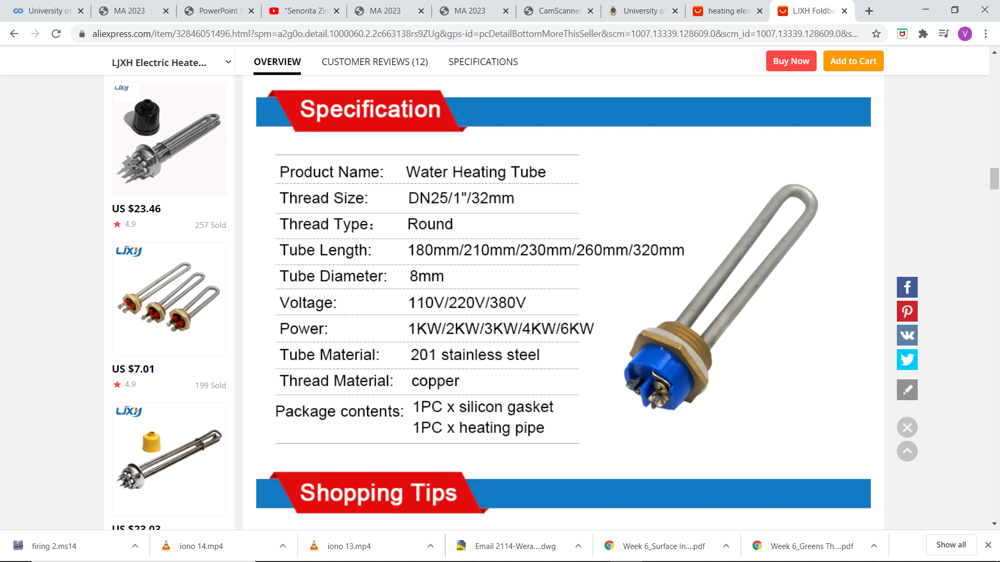 University of
MA 2023
PowerPoint P
"Senorita Zin
MA 2023
MA 2023
CamScanner
University of
heating elem
LJXH Foldba
aliexpress.com/item/32846051496.html?spm=a2g0o.detail.1000060.2.2c663138rs9ZUg&gps-id=pcDetailBottomMoreThisSeller&scm=1007.13339.128609.0&scm_id=1007.13339.128609.0&s...
V
LJXH Electric Heate...
OVERVIEW
CUSTOMER REVIEWS (12)
SPECIFICATIONS
Buy Now
Add to Cart
LJXY
US $23.46
4.9
257 Sold
LJXY
US $7.01
4.9
199 Sold
LJXY
US $23.03
Specification
Product Name: Water Heating Tube
Thread Size: DN25/1"/32mm
Thread Type: Round
Tube Length: 180mm/210mm/230mm/260mm/320mm
Tube Diameter: 8mm
Voltage: 110V/220V/380V
Power: 1KW/2KW/3KW/4KW/6KW
Tube Material: 201 stainless steel
Thread Material: copper
Package contents: 1PC x silicon gasket
1PC x heating pipe
Shopping Tips
firing 2.ms14
iono 14.mp4
iono 13.mp4
Email 2114-Wera....dwg
Week 6_Surface In....pdf
Week 6_Greens Th....pdf
Show all